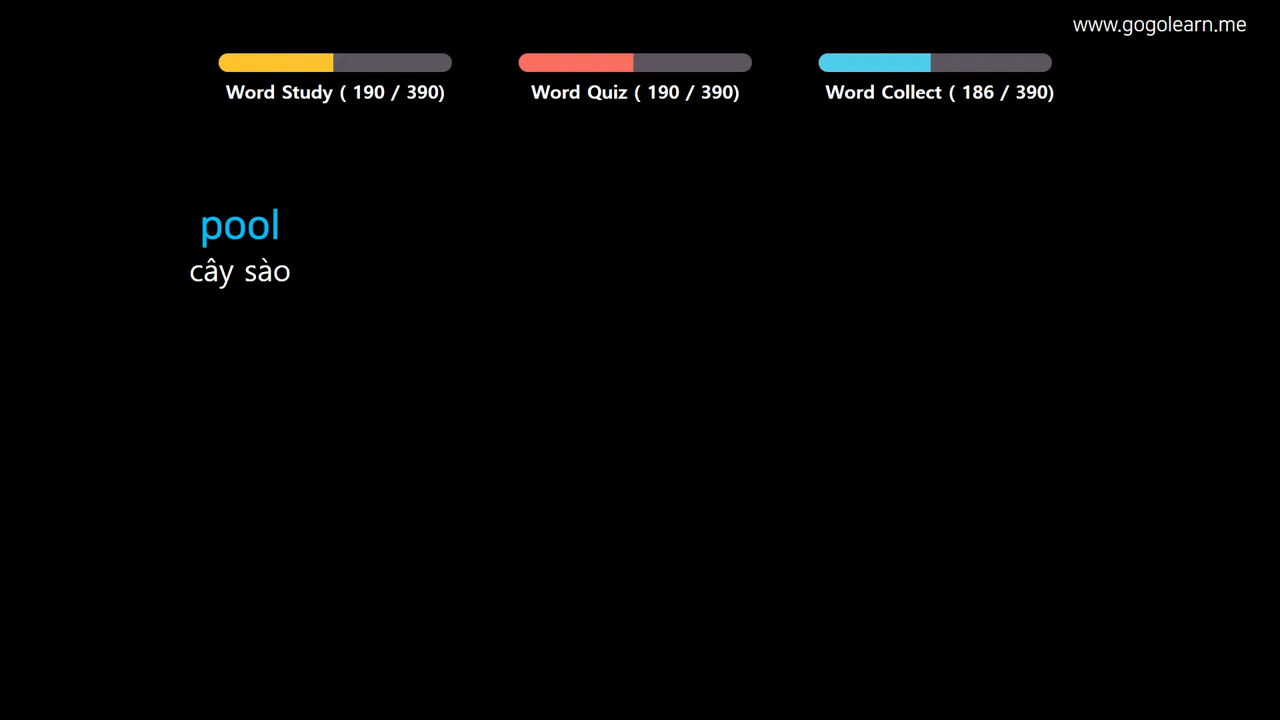 www.gogolearn.me
Word Study ( 190 / 390)
Word Quiz ( 190 / 390)
Word Collect ( 186 / 390)
pool
cây sào